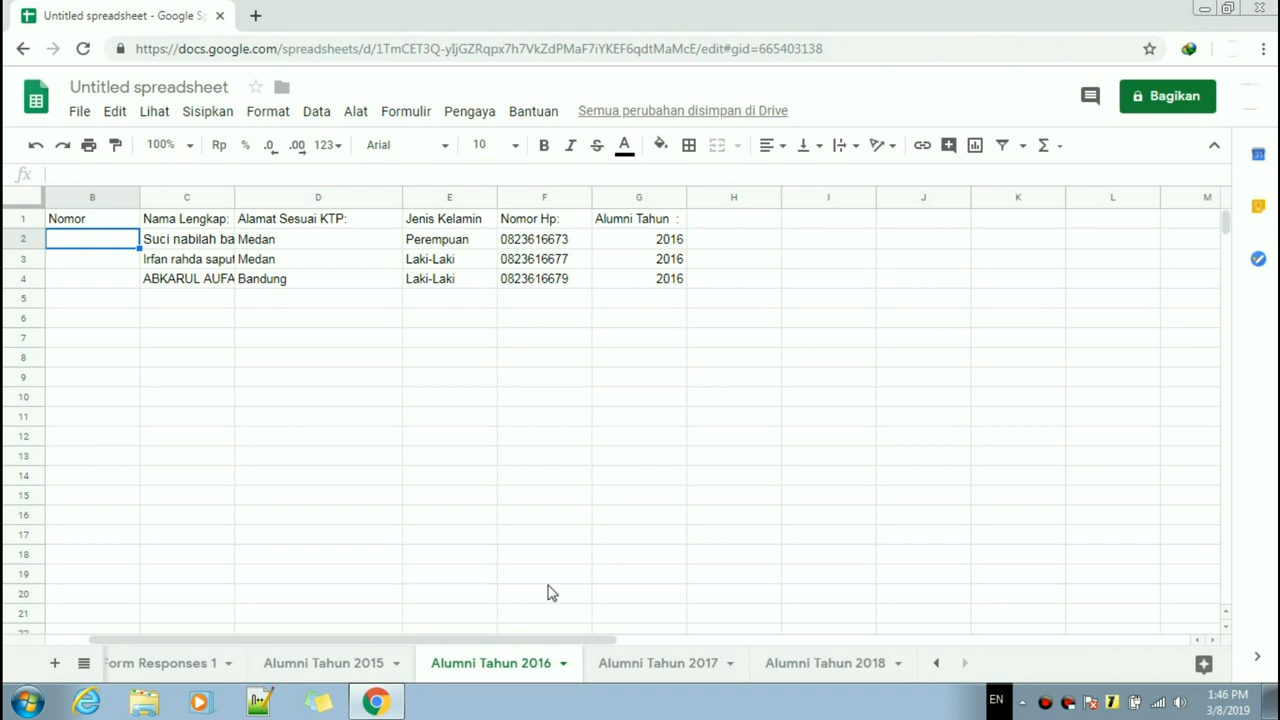 Untitled spreadsheet - Google Sp
https://docs.google.com/spreadsheets/d/1TmCET3Q-yIjGZRqpx7h7VkZdPMaF7iYKEF6qdtMaMcE/edit#gid=665403138
Untitled spreadsheet
File Edit Lihat Sisipkan Format Data Alat Formulir Pengaya Bantuan Semua perubahan disimpan di Drive
Bagikan
100% Rp % .0 .00 123 Arial 10 B I S A Σ
fx
B C D E F G H I J K L M
1 Nomor Nama Lengkap: Alamat Sesuai KTP: Jenis Kelamin Nomor Hp: Alumni Tahun :
2 Suci nabilah ba Medan Perempuan 0823616673 2016
3 Irfan rahda saput Medan Laki-Laki 0823616677 2016
4 ABKARUL AUFA Bandung Laki-Laki 0823616679 2016
5
6
7
8
9
10
11
12
13
14
15
16
17
18
19
20
21
22
Form Responses 1 Alumni Tahun 2015 Alumni Tahun 2016 Alumni Tahun 2017 Alumni Tahun 2018
EN 7 1:46 PM
3/8/2019